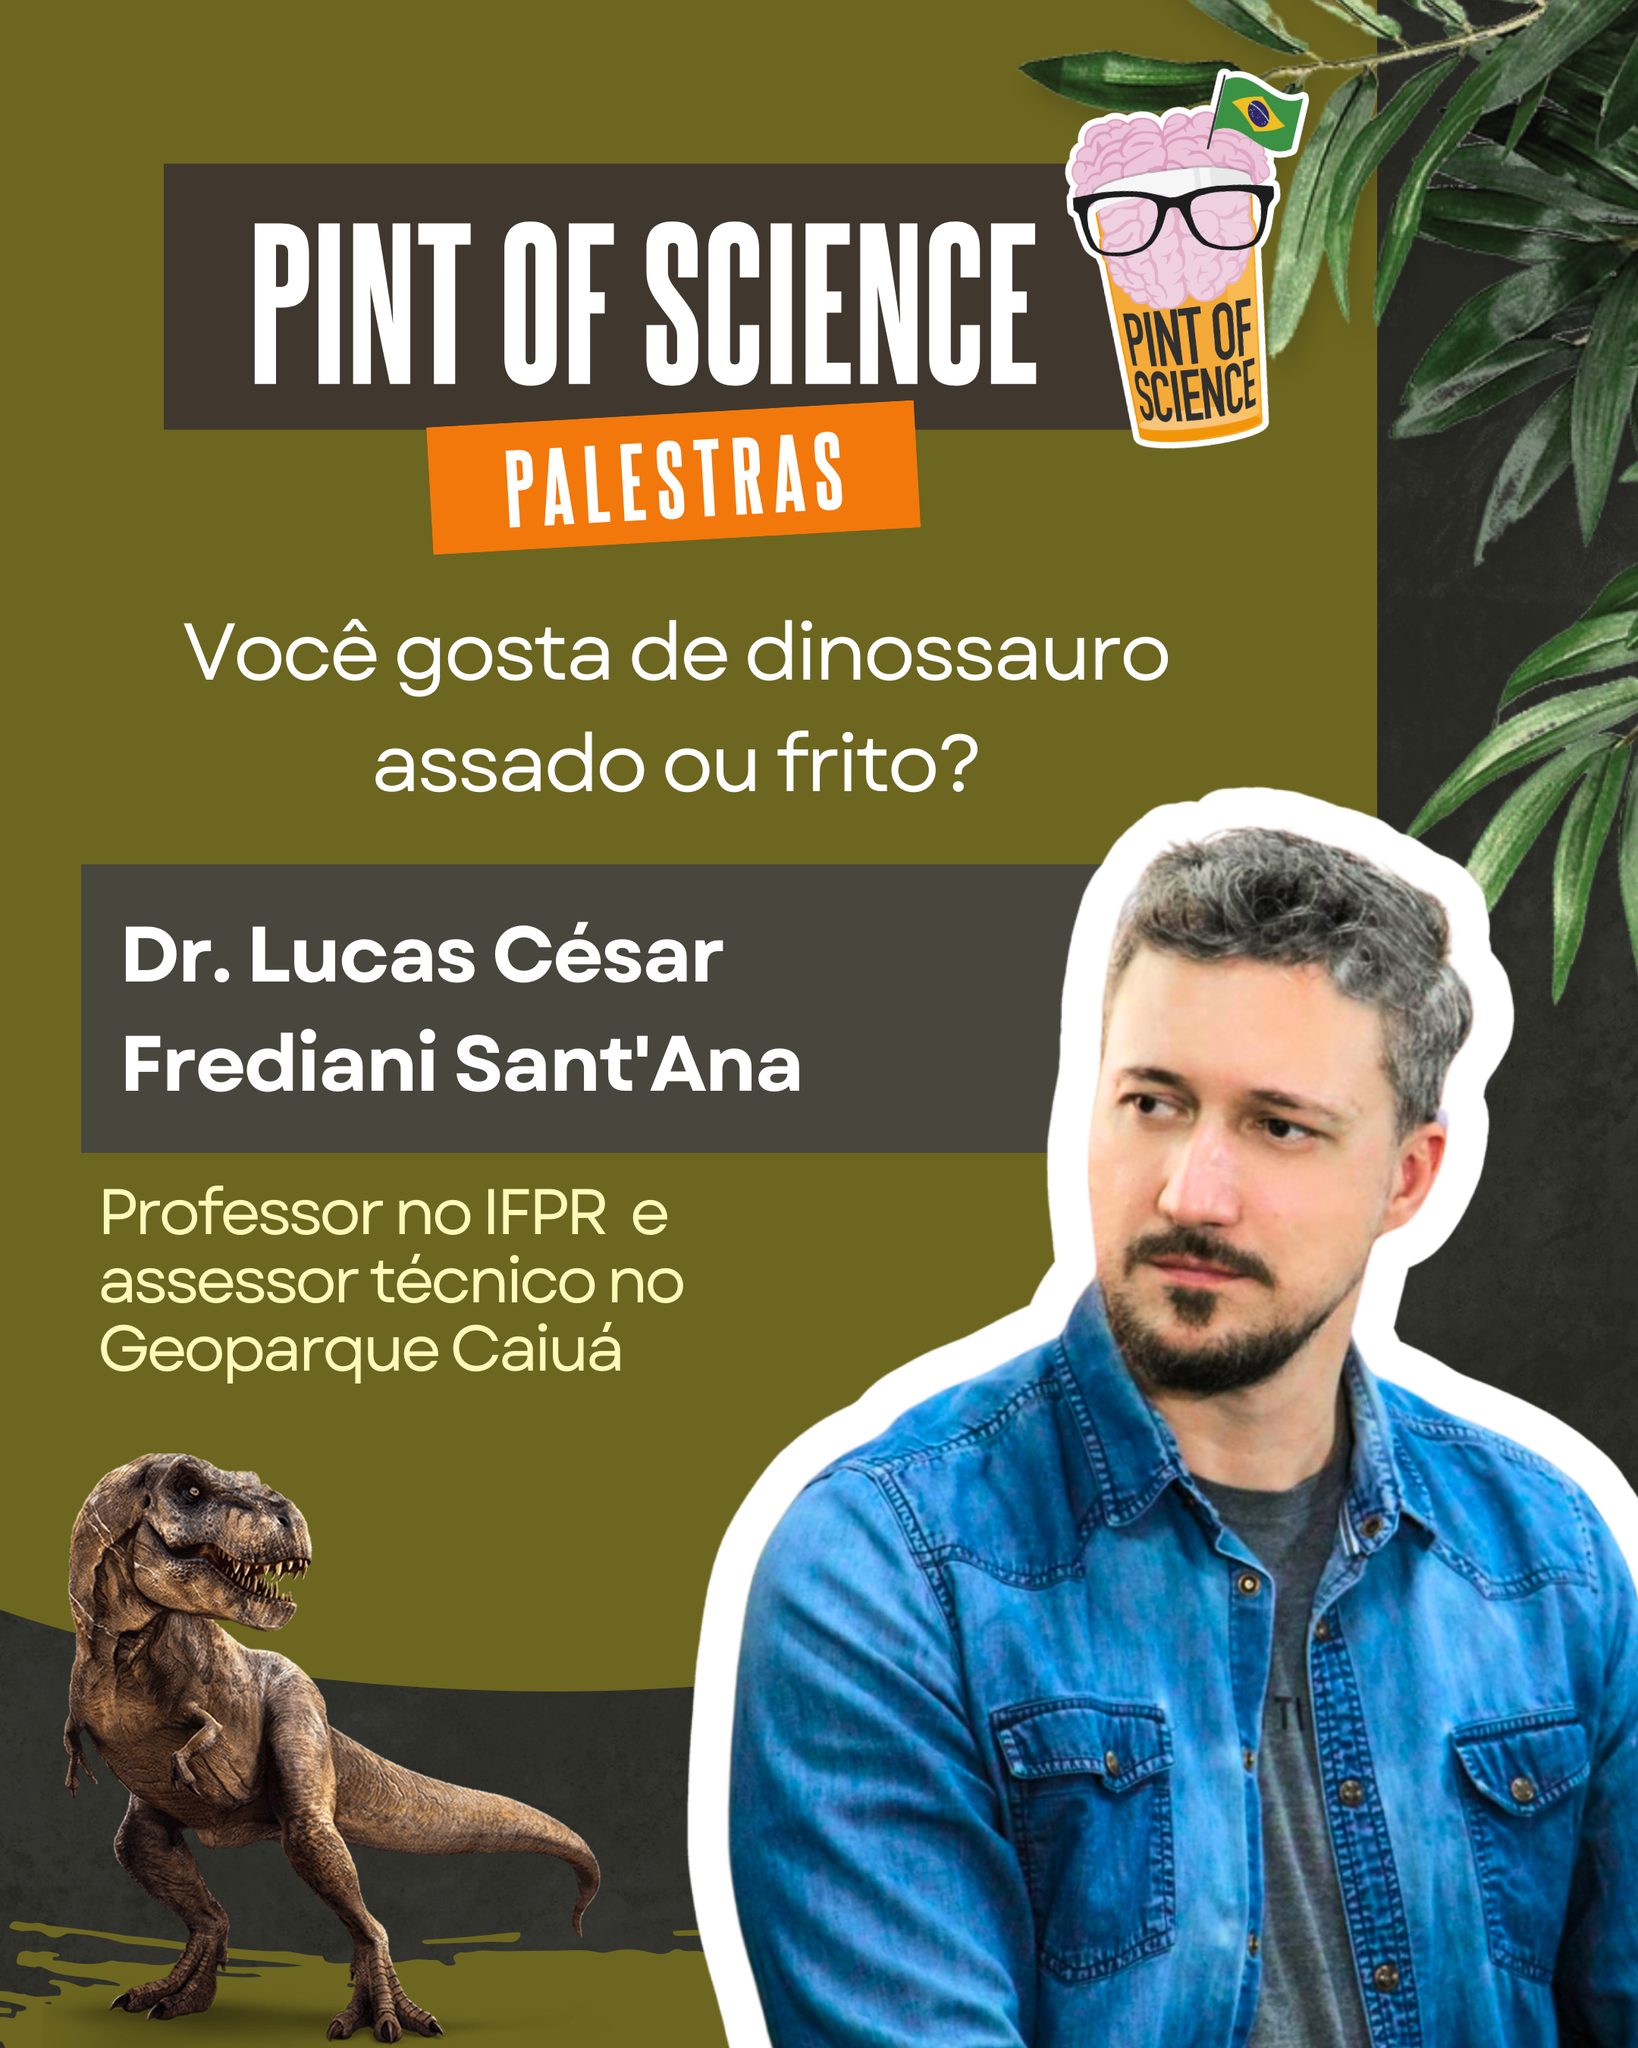 PINT OF SCIENCE
PINT OF
SCIENCE
PALESTRAS
Você gosta de dinossauro
assado ou frito?
Dr. Lucas César
Frediani Sant'Ana
Professor no IFPR e
assessor técnico no
Geoparque Caiuá